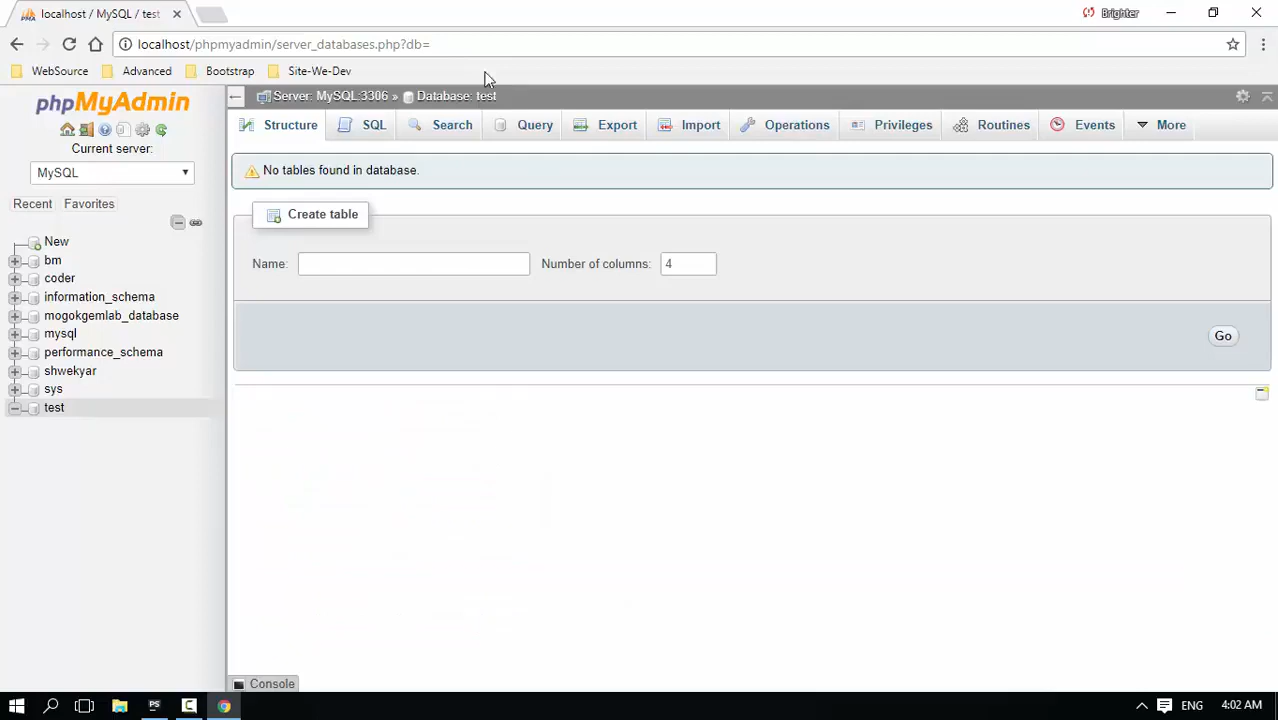 localhost / MySQL / test
Brighter
localhost/phpmyadmin/server_databases.php?db=
WebSource Advanced Bootstrap Site-We-Dev
phpMyAdmin
Current server:
MySQL
Recent Favorites
New
bm
coder
information_schema
mogokgemlab_database
mysql
performance_schema
shwekyar
sys
test
Server: MySQL:3306 » Database: test
Structure SQL Search Query Export Import Operations Privileges Routines Events More
No tables found in database.
Create table
Name: Number of columns: 4
Go
Console
ENG 4:02 AM